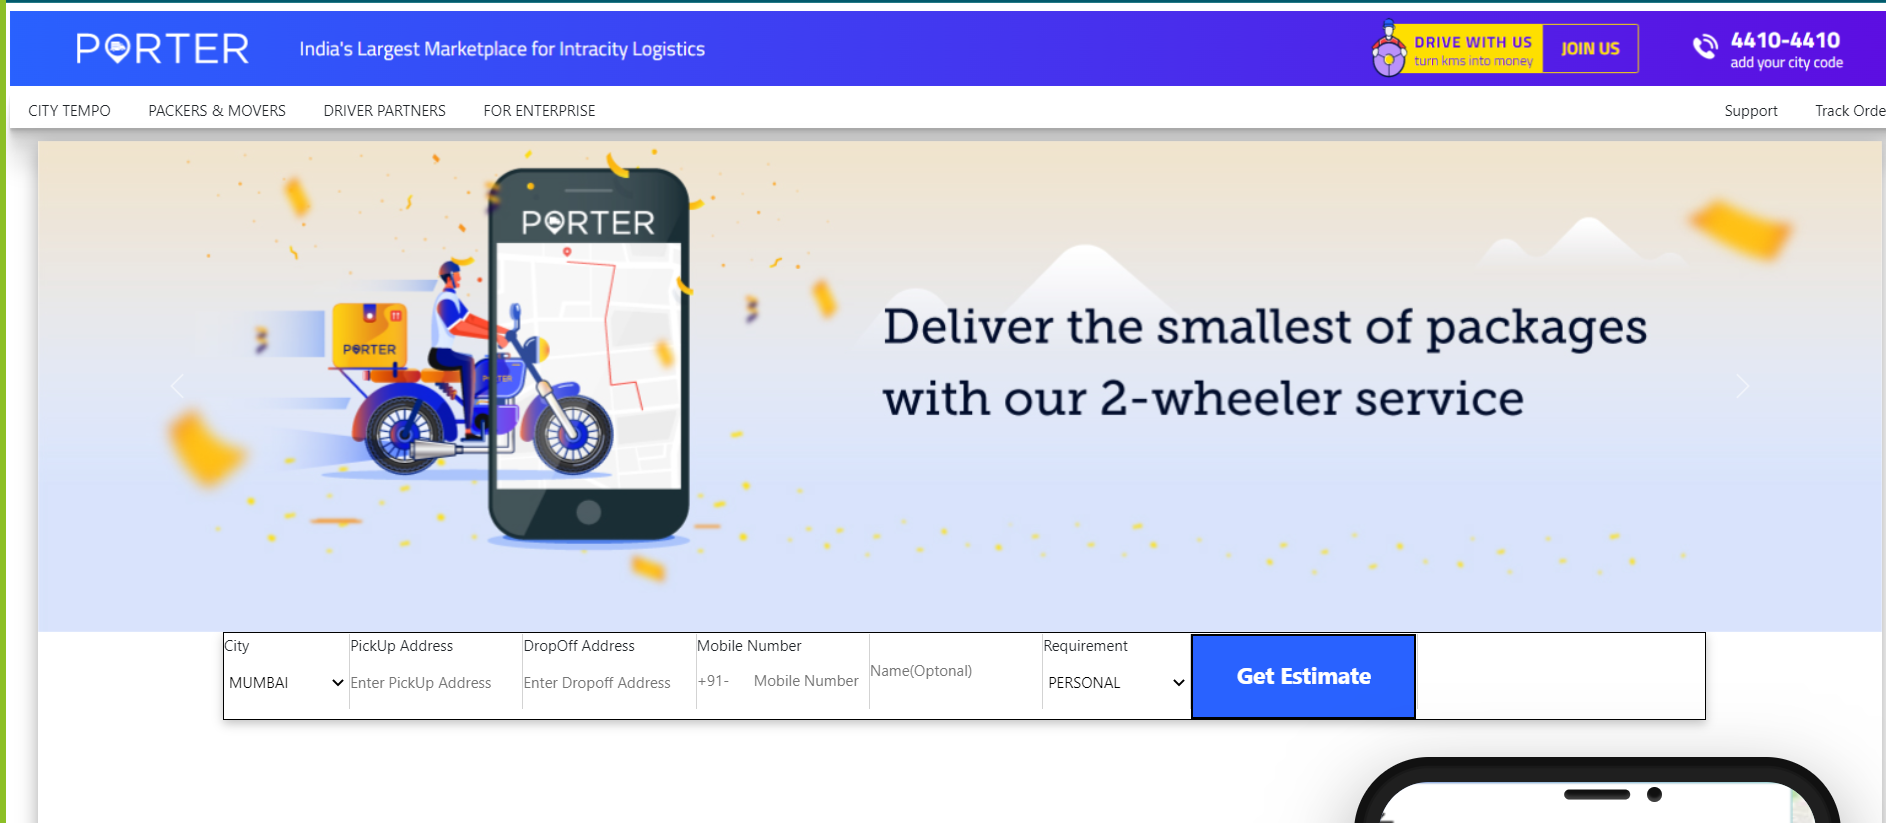 PORTER
India's Largest Marketplace for Intracity Logistics
DRIVE WITH US
turn kms into money
JOIN US
4410-4410
add your city code
CITY TEMPO
PACKERS & MOVERS
DRIVER PARTNERS
FOR ENTERPRISE
Support
Track Orde
PORTER
PORTER
PORTER
Deliver the smallest of packages
with our 2-wheeler service
City
PickUp Address
DropOff Address
Mobile Number
Requirement
MUMBAI
Enter PickUp Address
Enter Dropoff Address
+91-
Mobile Number
Name(Optonal)
PERSONAL
Get Estimate